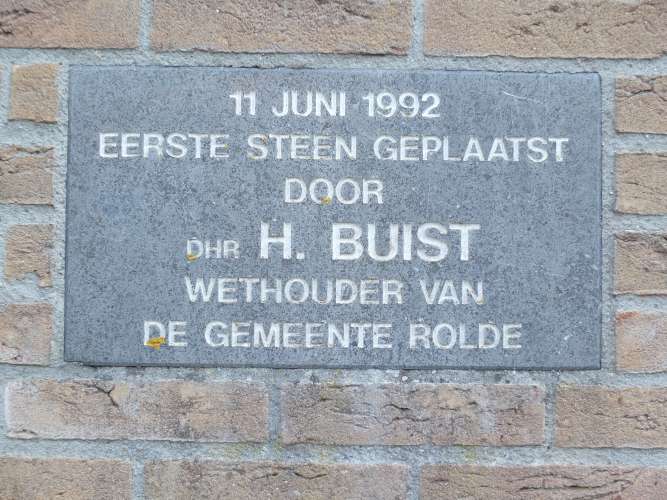 11 JUNI 1992
EERSTE STEEN GEPLAATST
DOOR
DHR H. BUIST
WETHOUDER VAN
DE GEMEENTE ROLDE